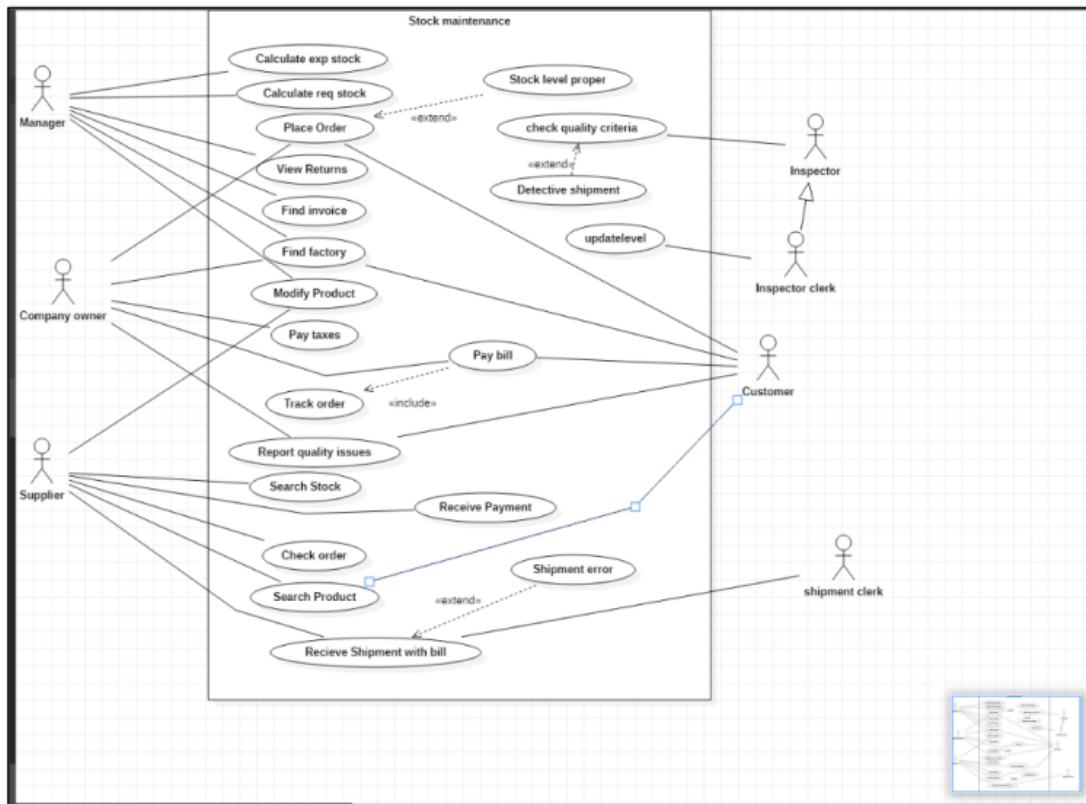 Stock maintenance
Calculate exp stock
Stock level proper
Calculate req stock
Manager
«extend»
Place Order
check quality criteria
«extend»
Inspector
View Returns
Detective shipment
Find invoice
updatelevel
Find factory
Inspector clerk
Modify Product
Company owner
Pay taxes
Pay bill
Customer
Track order
«include»
Report quality issues
Search Stock
Supplier
Receive Payment
Check order
Shipment error
Search Product
«extend»
shipment clerk
Recieve Shipment with bill